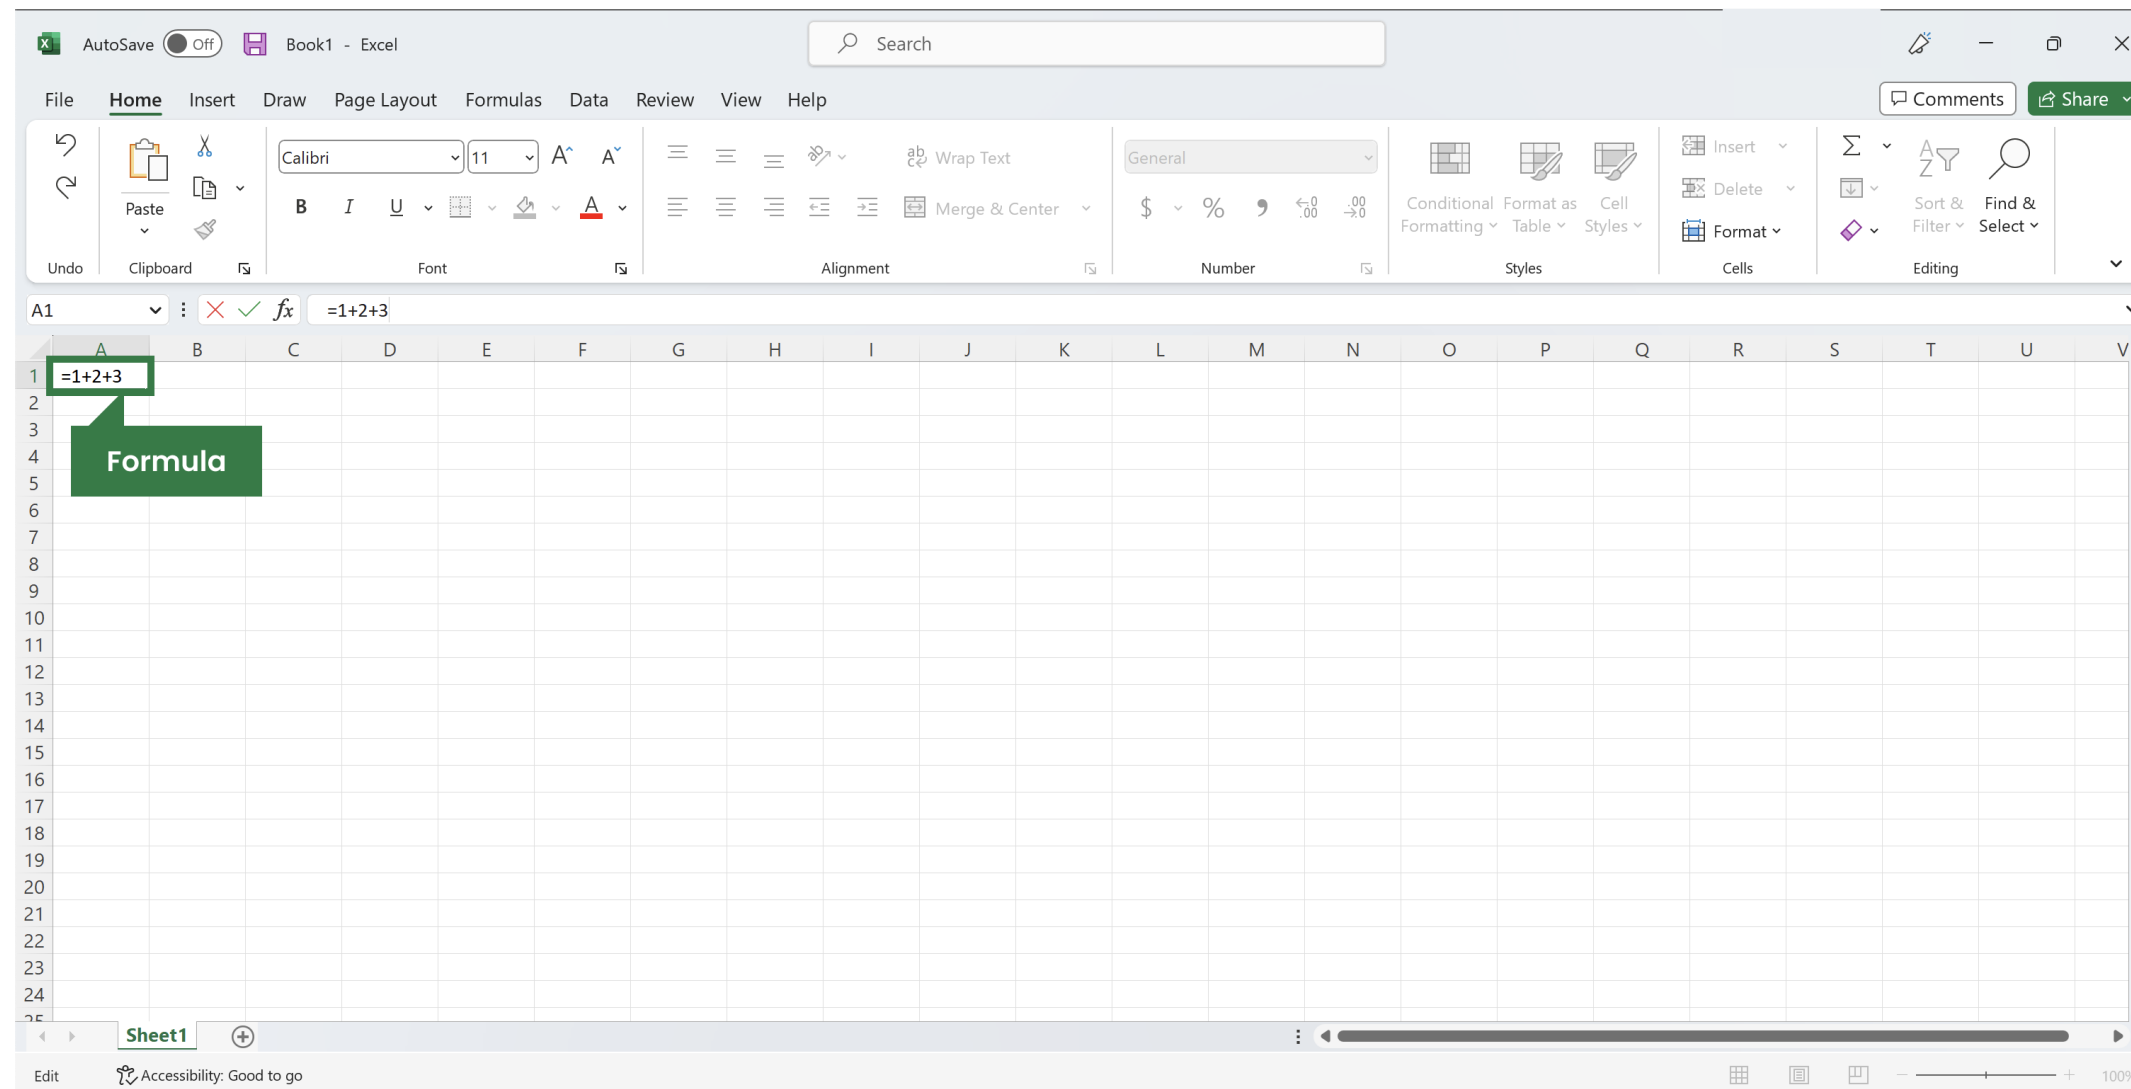 AutoSave Off Book1 - Excel Search
File Home Insert Draw Page Layout Formulas Data Review View Help Comments Share
Calibri 11 A A ab Wrap Text General Insert
Paste B I U A Merge & Center $ % , Conditional Formatting Format as Table Cell Styles Delete Sort & Filter Find & Select
Format
Undo Clipboard Font Alignment Number Styles Cells Editing
A1 fx =1+2+3
A B C D E F G H I J K L M N O P Q R S T U V
1 =1+2+3
2
3
4 Formula
5
6
7
8
9
10
11
12
13
14
15
16
17
18
19
20
21
22
23
24
25
Sheet1
Edit Accessibility: Good to go 100%